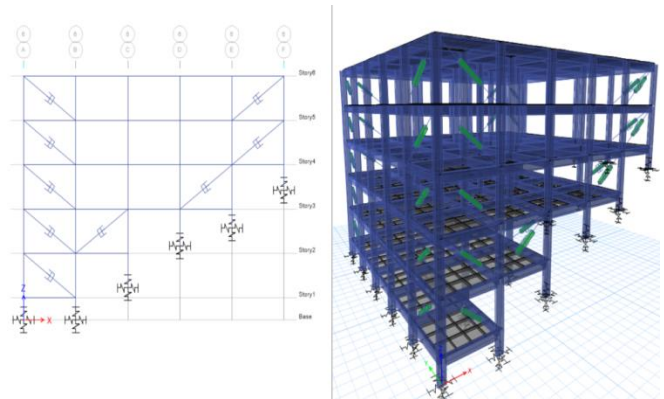 A B C D E F
Story6
Story5
Story4
Story3
Story2
Story1
Base
Z
X